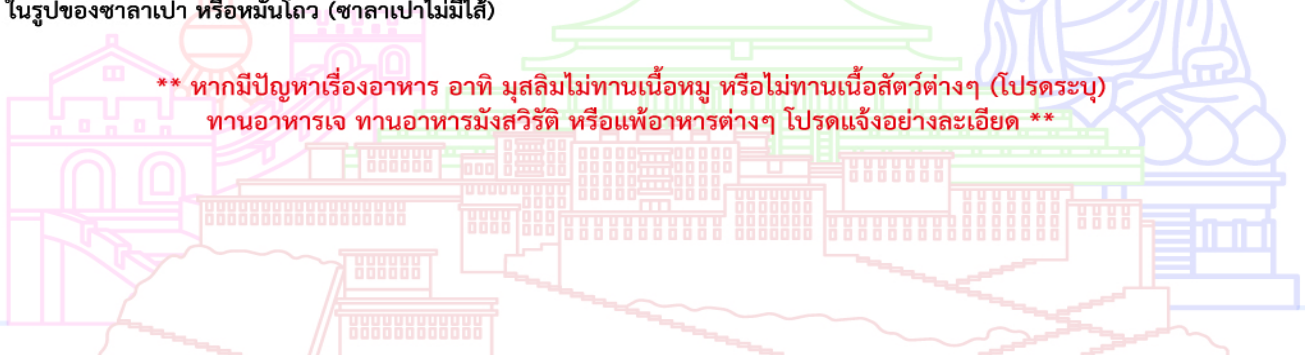 ในรูปของซาลาเปา หรือหมั่นโถว (ซาลาเปาไม่มีไส้)
** หากมีปัญหาเรื่องอาหาร อาทิ มุสลิมไม่ทานเนื้อหมู หรือไม่ทานเนื้อสัตว์ต่างๆ (โปรดระบุ)
ทานอาหารเจ ทานอาหารมังสวิรัติ หรือแพ้อาหารต่างๆ โปรดแจ้งอย่างละเอียด **